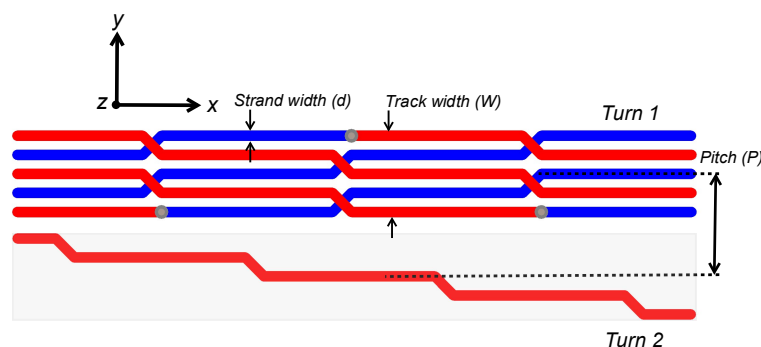 y
z
x
Strand width (d)
Track width (W)
Turn 1
Pitch (P)
Turn 2